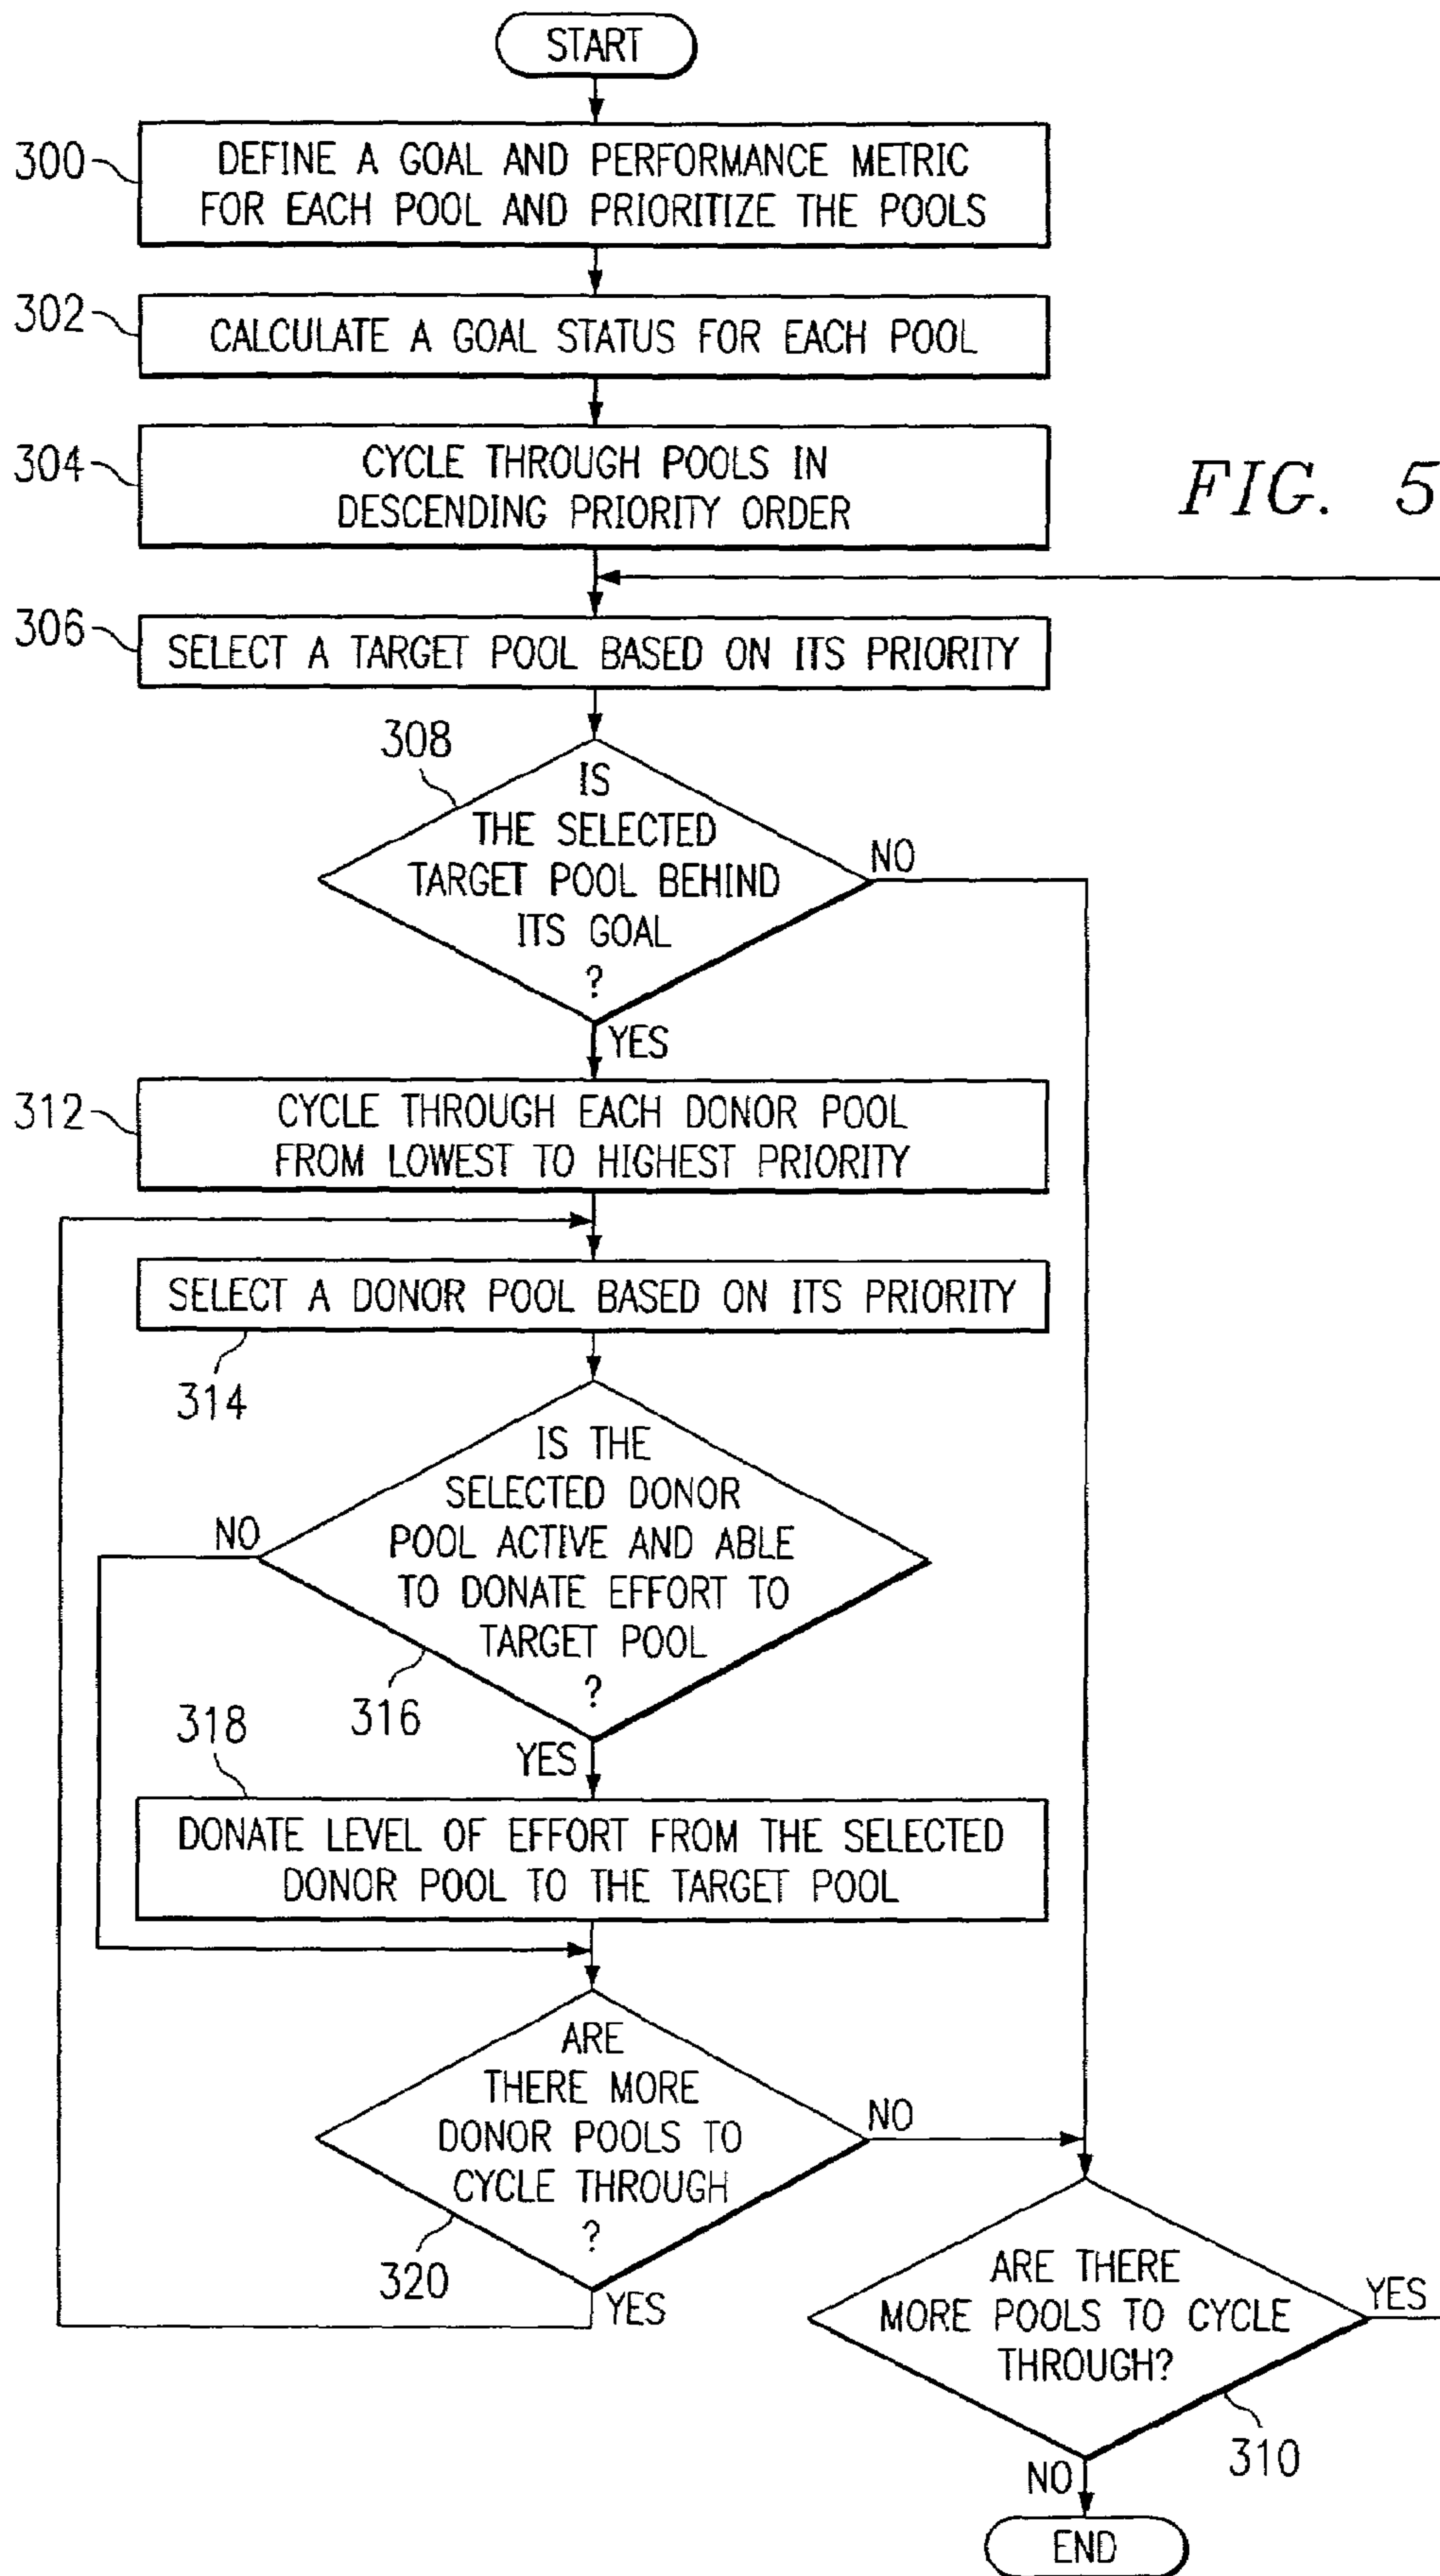 START
300
DEFINE A GOAL AND PERFORMANCE METRIC
FOR EACH POOL AND PRIORITIZE THE POOLS
302
CALCULATE A GOAL STATUS FOR EACH POOL
304
CYCLE THROUGH POOLS IN
DESCENDING PRIORITY ORDER
FIG. 5
306
SELECT A TARGET POOL BASED ON ITS PRIORITY
308
IS
THE SELECTED
TARGET POOL BEHIND
ITS GOAL
?
NO
YES
312
CYCLE THROUGH EACH DONOR POOL
FROM LOWEST TO HIGHEST PRIORITY
SELECT A DONOR POOL BASED ON ITS PRIORITY
314
IS THE
SELECTED DONOR
POOL ACTIVE AND ABLE
TO DONATE EFFORT TO
TARGET POOL
?
NO
316
YES
318
DONATE LEVEL OF EFFORT FROM THE SELECTED
DONOR POOL TO THE TARGET POOL
ARE
THERE MORE
DONOR POOLS TO
CYCLE THROUGH
?
NO
320
YES
ARE THERE
MORE POOLS TO CYCLE
THROUGH?
YES
310
NO
END